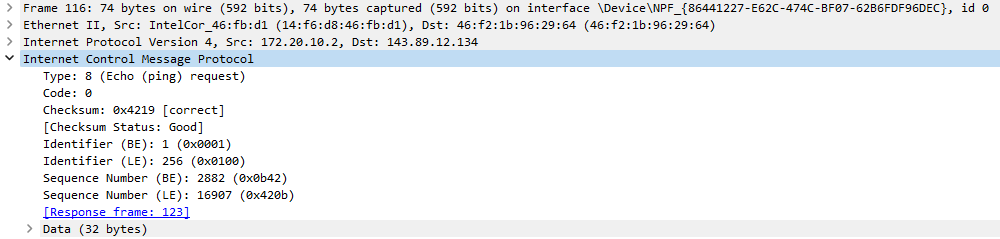 Frame 116: 74 bytes on wire (592 bits), 74 bytes captured (592 bits) on interface \Device\NPF_{86441227-E62C-474C-BF07-62B6FDF96DEC}, id 0
Ethernet II, Src: IntelCor_46:fb:d1 (14:f6:d8:46:fb:d1), Dst: 46:f2:1b:96:29:64 (46:f2:1b:96:29:64)
Internet Protocol Version 4, Src: 172.20.10.2, Dst: 143.89.12.134
Internet Control Message Protocol
Type: 8 (Echo (ping) request)
Code: 0
Checksum: 0x4219 [correct]
[Checksum Status: Good]
Identifier (BE): 1 (0x0001)
Identifier (LE): 256 (0x0100)
Sequence Number (BE): 2882 (0x0b42)
Sequence Number (LE): 16907 (0x420b)
[Response frame: 123]
Data (32 bytes)